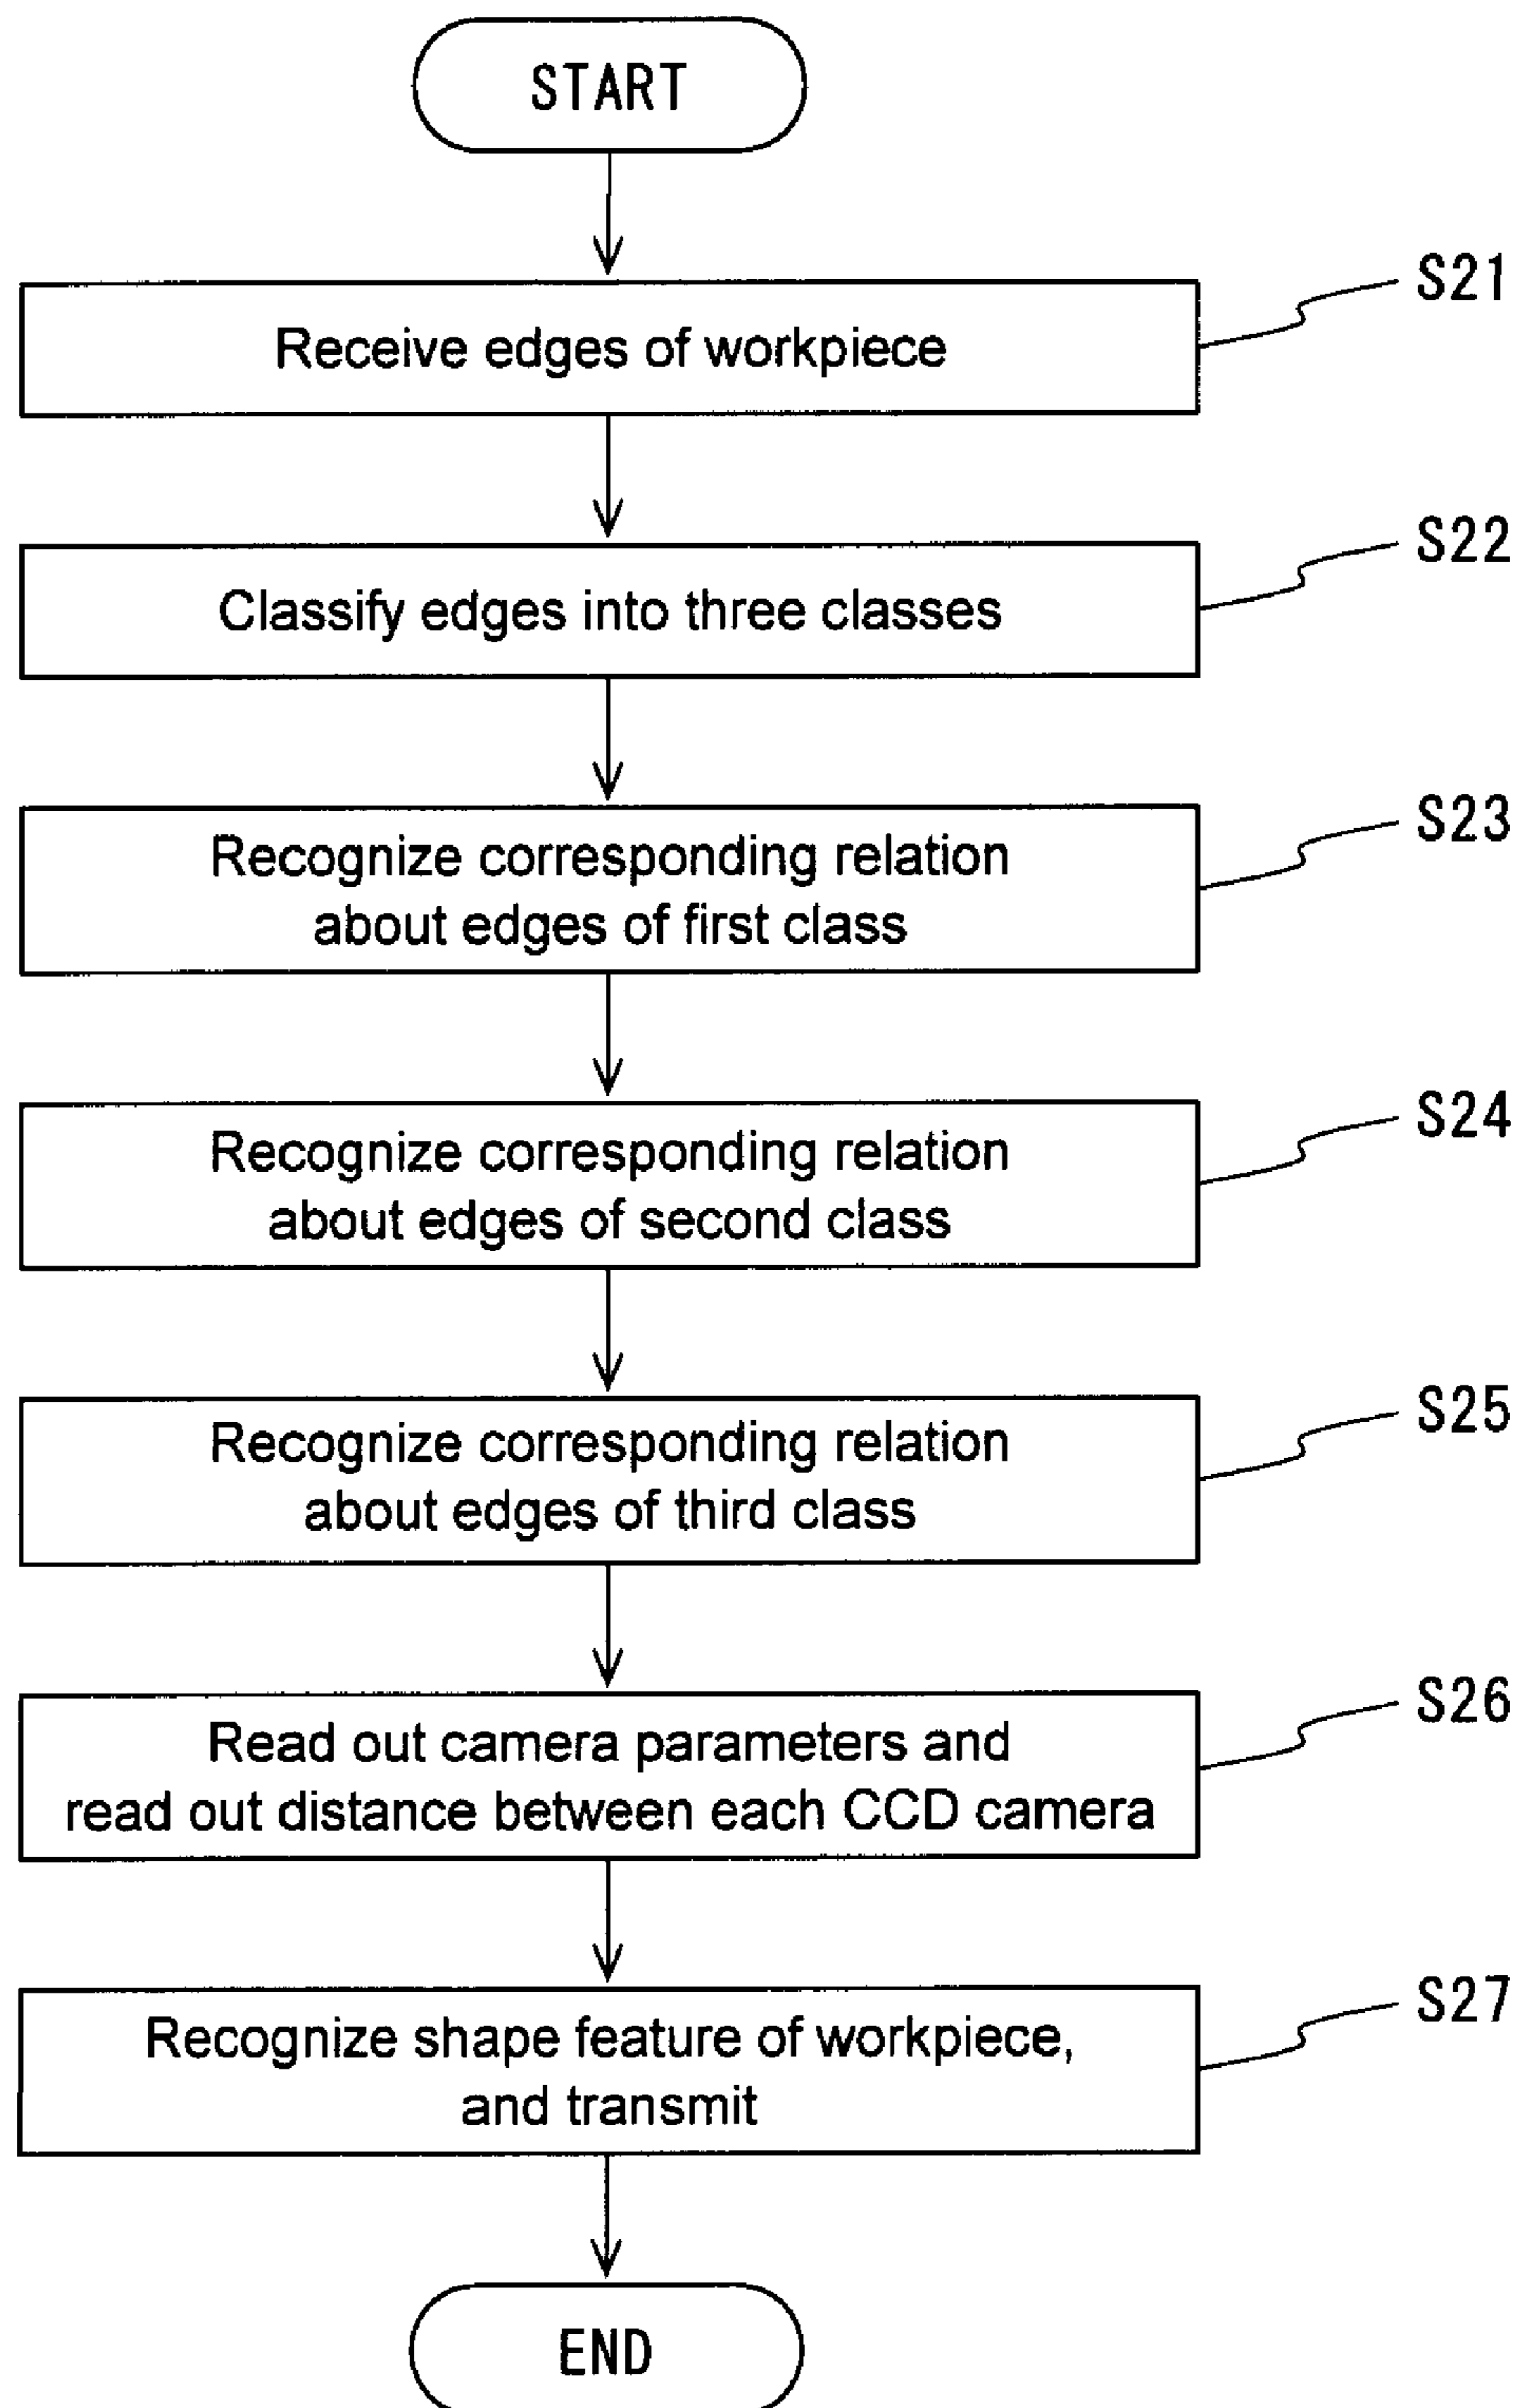 START
S21
Receive edges of workpiece
S22
Classify edges into three classes
S23
Recognize corresponding relation
about edges of first class
S24
Recognize corresponding relation
about edges of second class
S25
Recognize corresponding relation
about edges of third class
S26
Read out camera parameters and
read out distance between each CCD camera
S27
Recognize shape feature of workpiece,
and transmit
END